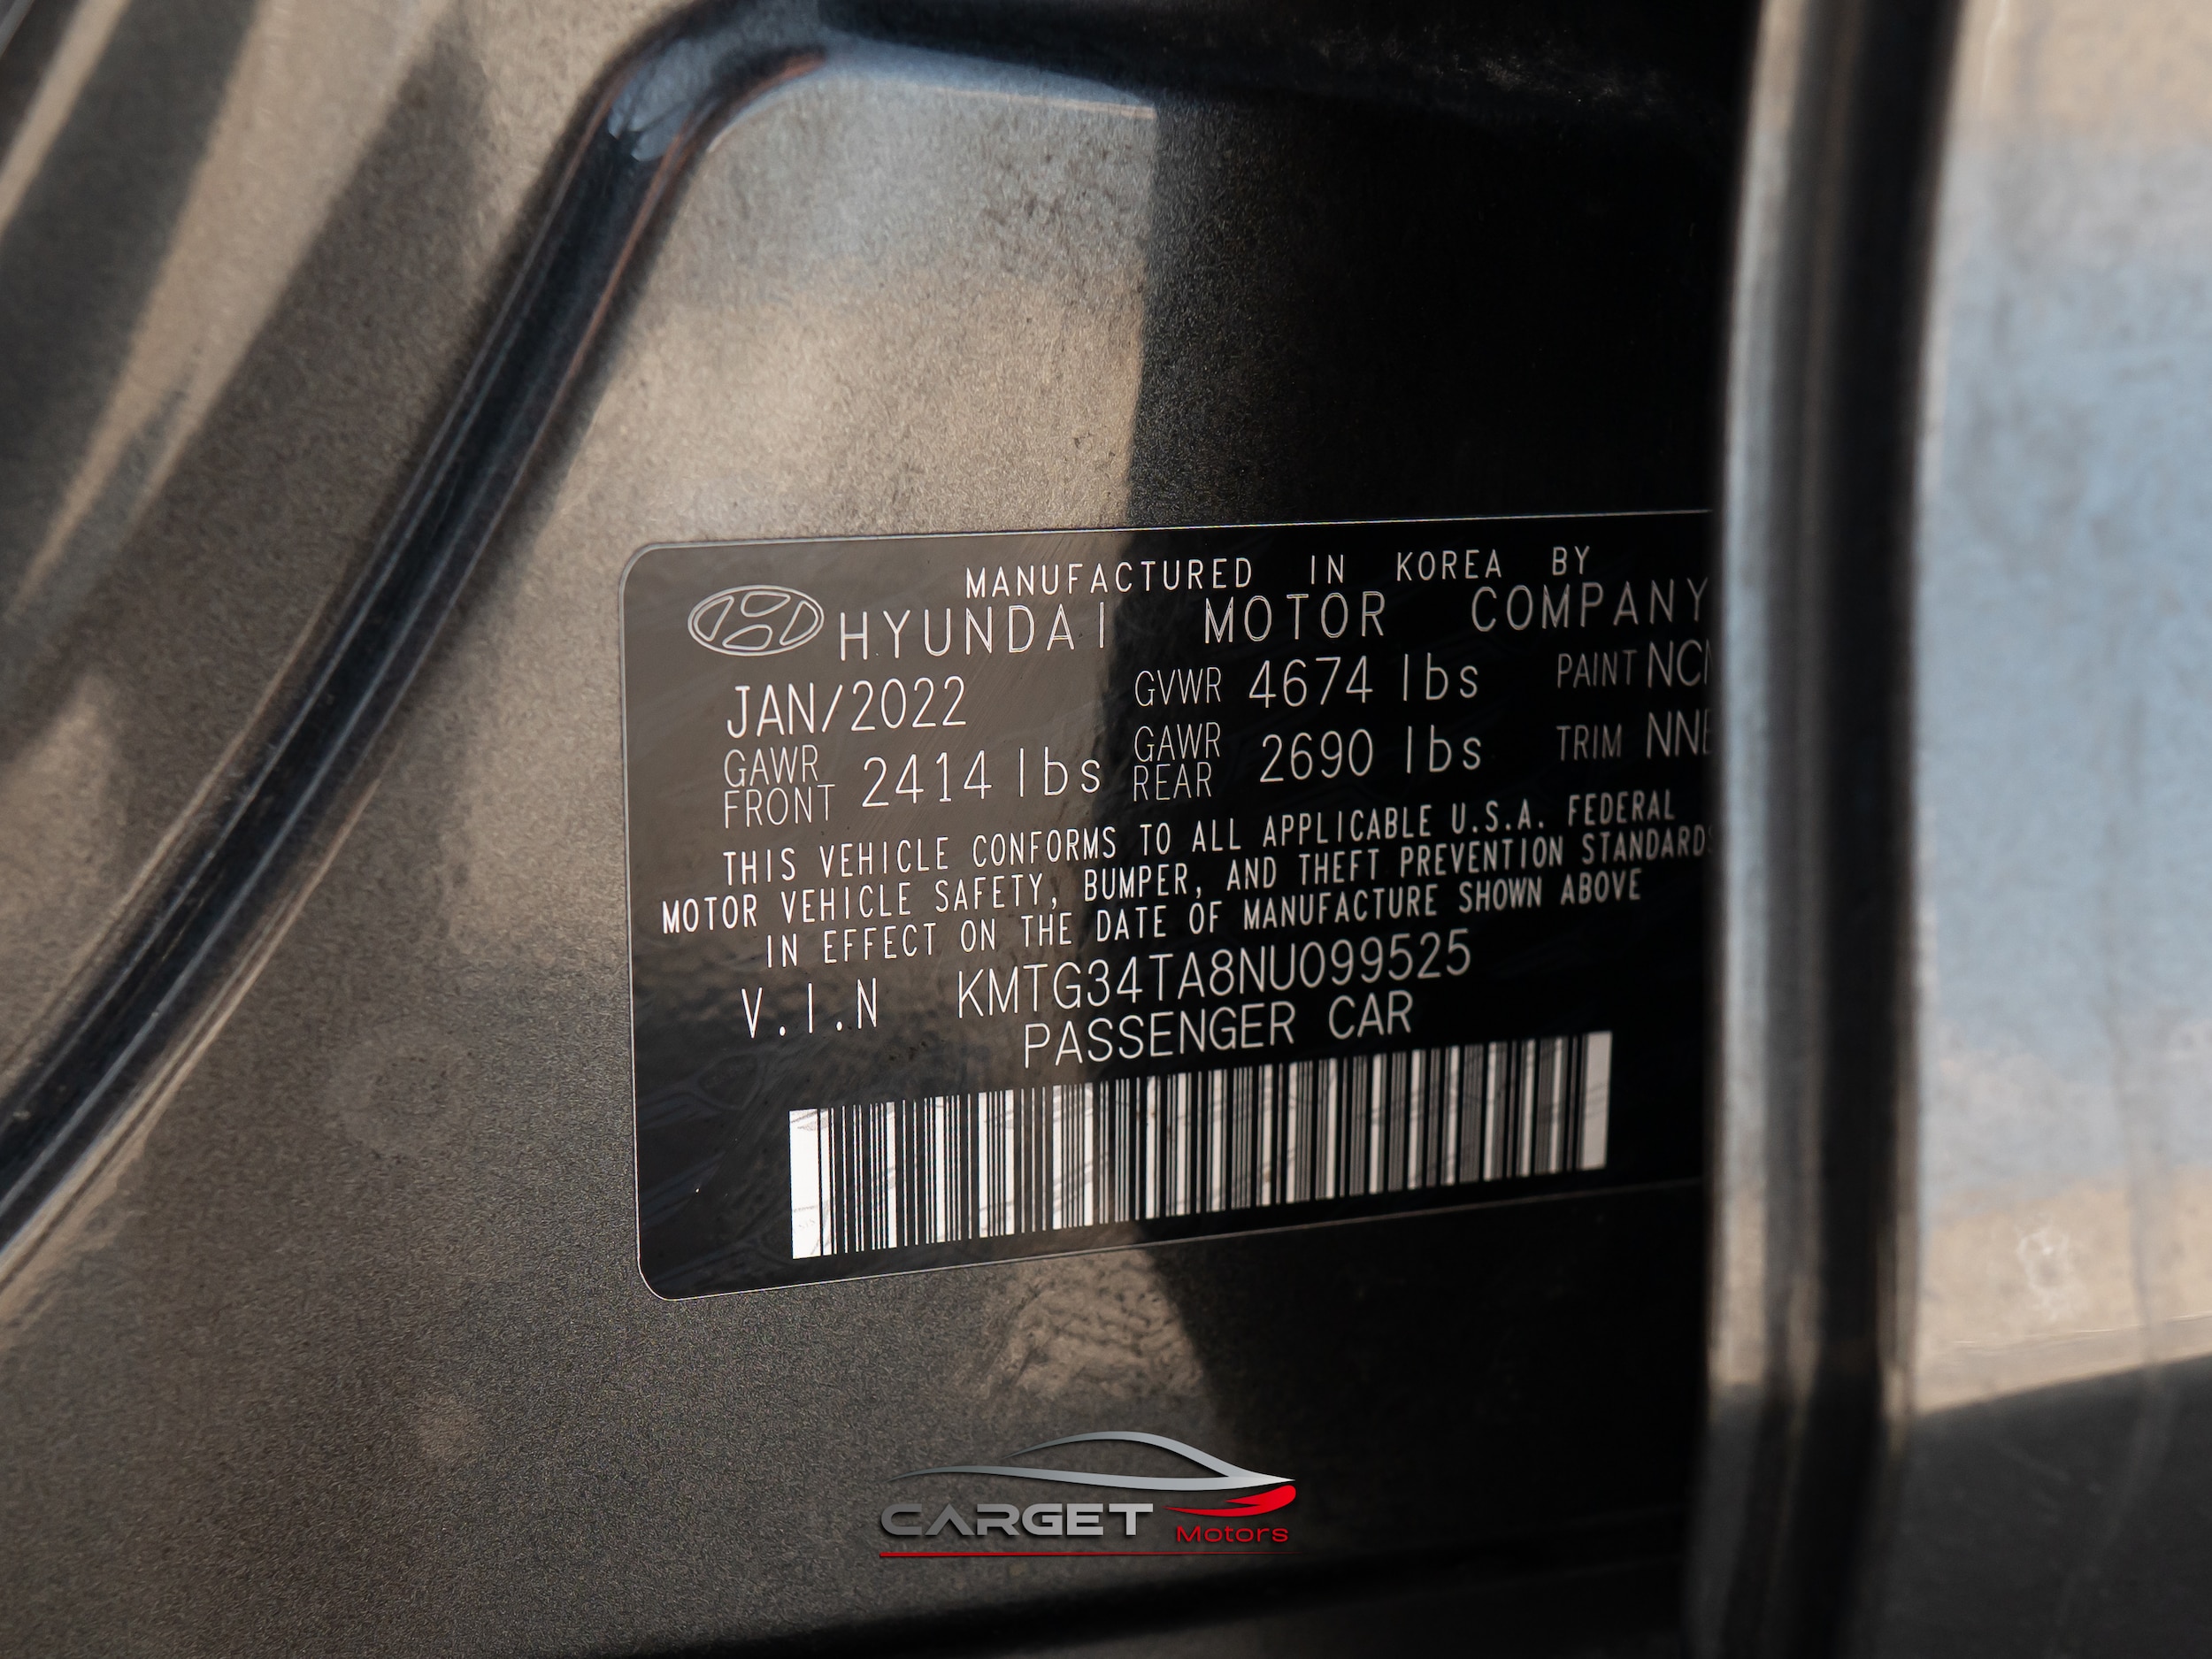 MANUFACTURED IN KOREA BY
HYUNDAI MOTOR COMPANY
JAN/2022 GVWR 4674 lbs PAINT
GAWR FRONT 2414 lbs GAWR REAR 2690 lbs TRIM
THIS VEHICLE CONFORMS TO ALL APPLICABLE U.S.A. FEDERAL
MOTOR VEHICLE SAFETY, BUMPER, AND THEFT PREVENTION STANDARDS
IN EFFECT ON THE DATE OF MANUFACTURE SHOWN ABOVE
V.I.N KMTG34TA8NU099525
PASSENGER CAR
CARGET Motors